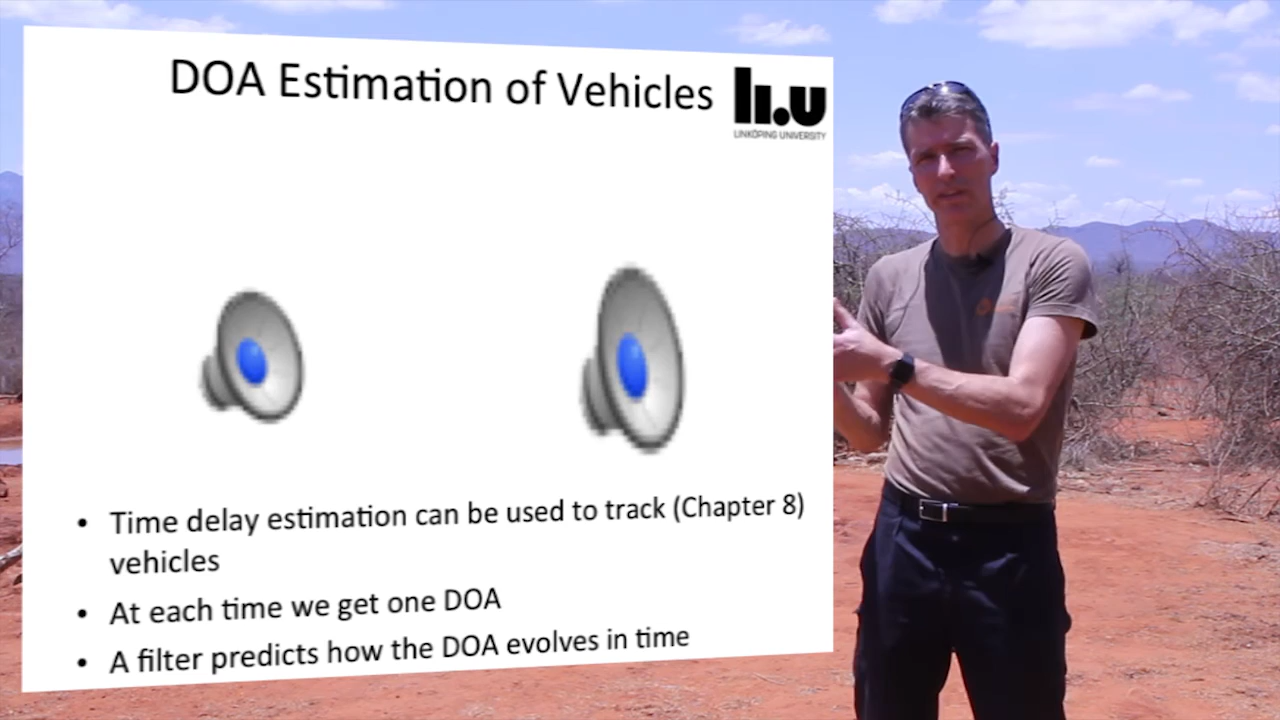 DOA Estimation of Vehicles
li.u
LINKÖPING UNIVERSITY
• Time delay estimation can be used to track (Chapter 8)
vehicles
• At each time we get one DOA
• A filter predicts how the DOA evolves in time